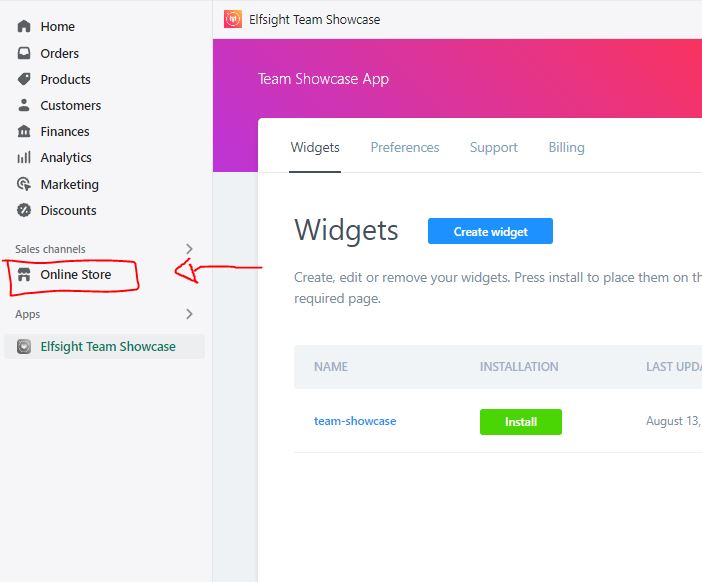 Home
Orders
Products
Customers
Finances
Analytics
Marketing
Discounts
Sales channels
Online Store
Apps
Elfsight Team Showcase
Elfsight Team Showcase
Team Showcase App
Widgets Preferences Support Billing
Widgets Create widget
Create, edit or remove your widgets. Press install to place them on th
required page.
NAME INSTALLATION LAST UPDA
team-showcase Install August 13,